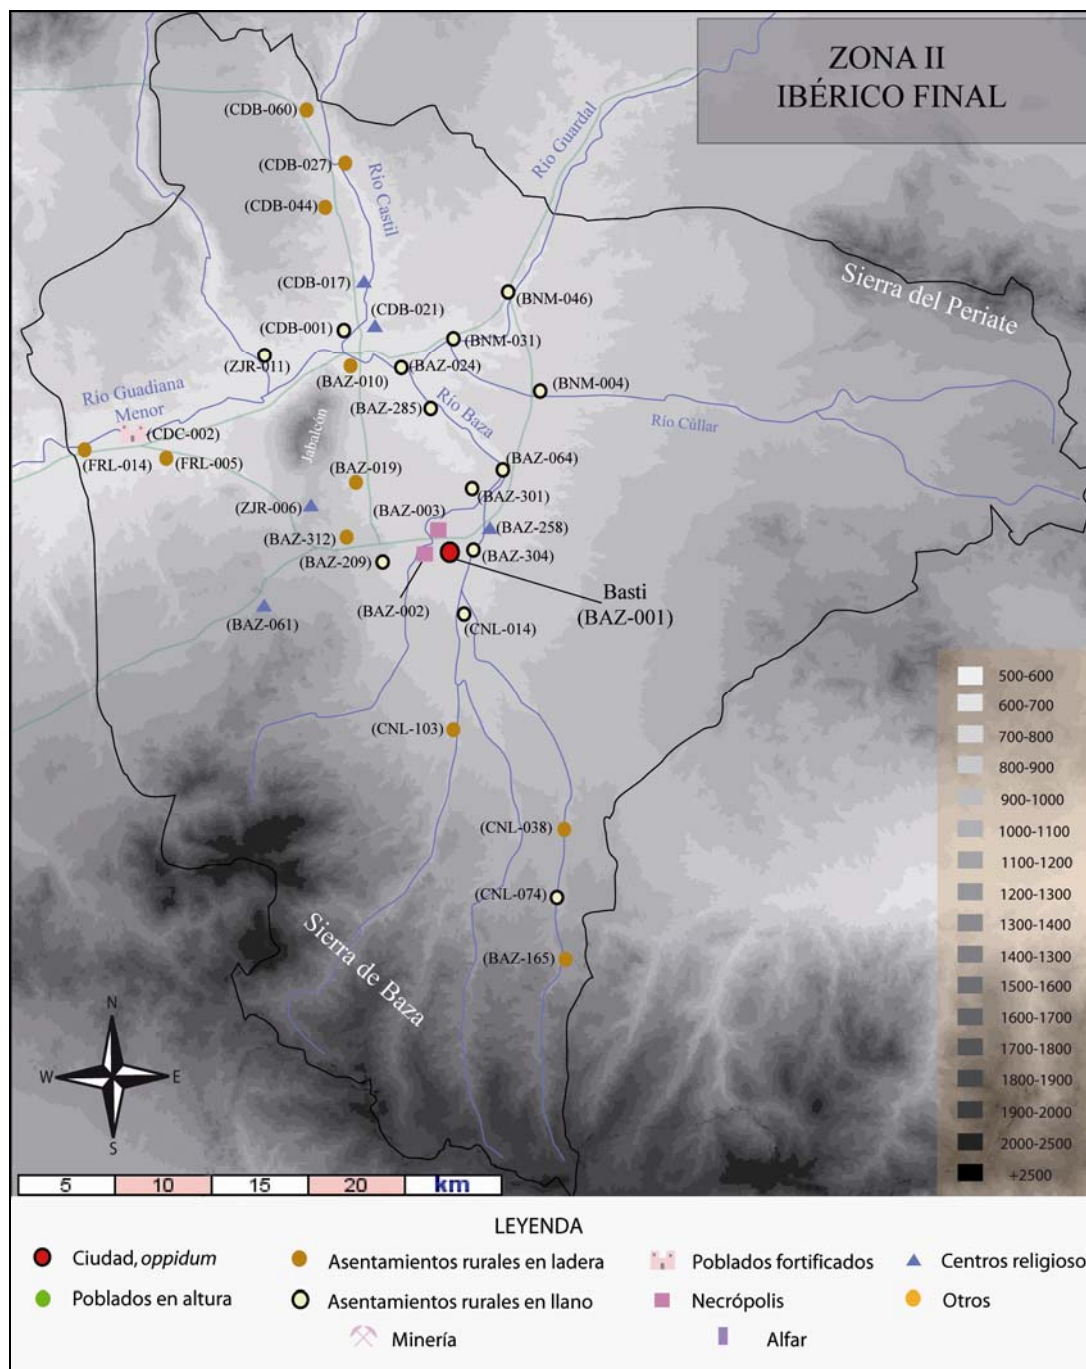 ZONA II
IBÉRICO FINAL
(CDB-060)
Río Guardal
(CDB-027)
Río Castil
(CDB-044)
Sierra del Periate
(CDB-017)
(BNM-046)
(CDB-021)
(CDB-001)
(BNM-031)
(ZJR-011)
(BAZ-024)
(BAZ-010)
(BNM-004)
Río Guadiana
Menor
(BAZ-285)
Río Baza
Río Cùllar
Jabalcón
(CDC-002)
(FRL-014)
(FRL-005)
(BAZ-064)
(BAZ-019)
(BAZ-301)
(ZJR-006)
(BAZ-003)
(BAZ-258)
(BAZ-312)
(BAZ-304)
(BAZ-209)
(BAZ-002)
Basti
(BAZ-001)
(BAZ-061)
(CNL-014)
(CNL-103)
(CNL-038)
(CNL-074)
(BAZ-165)
Sierra de Baza
500-600
600-700
700-800
800-900
900-1000
1000-1100
1100-1200
1200-1300
1300-1400
1400-1300
1500-1600
1600-1700
1700-1800
1800-1900
1900-2000
2000-2500
+2500
N
W
E
S
5
10
15
20
km
LEYENDA
Ciudad, oppidum
Asentamientos rurales en ladera
Poblados fortificados
Centros religioso
Poblados en altura
Asentamientos rurales en llano
Necrópolis
Otros
Minería
Alfar